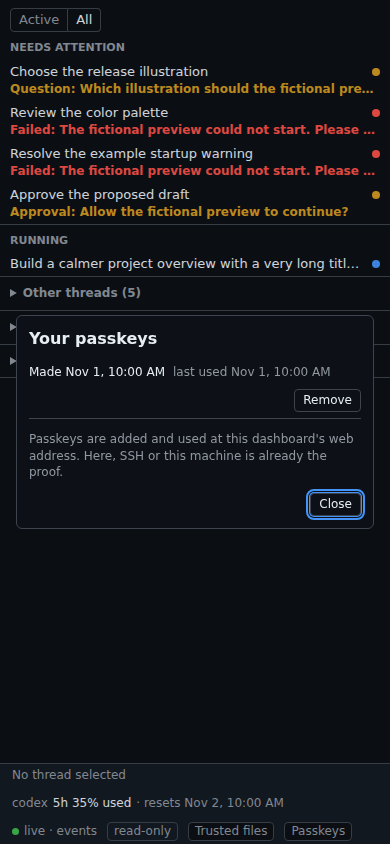 Active All
NEEDS ATTENTION
Choose the release illustration
Question: Which illustration should the fictional pre…
Review the color palette
Failed: The fictional preview could not start. Please …
Resolve the example startup warning
Failed: The fictional preview could not start. Please …
Approve the proposed draft
Approval: Allow the fictional preview to continue?
RUNNING
Build a calmer project overview with a very long titl…
Other threads (5)
Your passkeys
Made Nov 1, 10:00 AM last used Nov 1, 10:00 AM
Remove
Passkeys are added and used at this dashboard's web
address. Here, SSH or this machine is already the
proof.
Close
No thread selected
codex 5h 35% used · resets Nov 2, 10:00 AM
live · events read-only Trusted files Passkeys